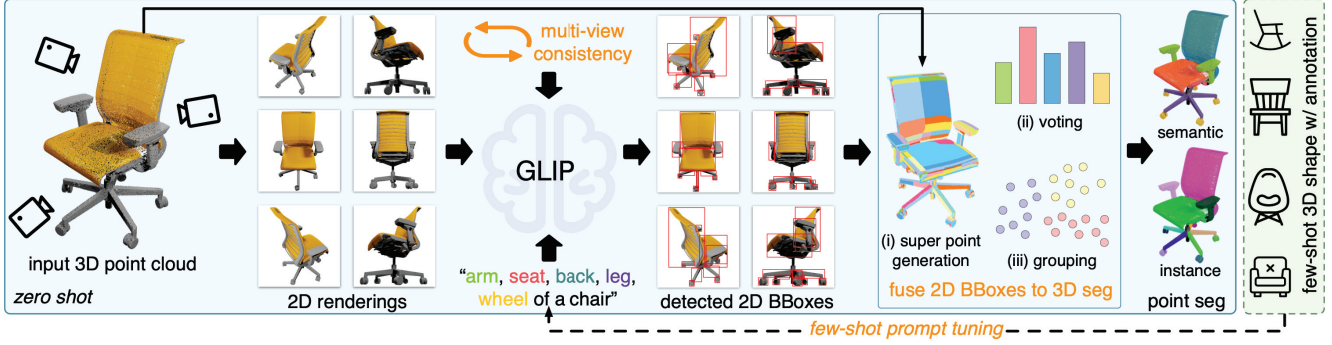 input 3D point cloud
zero shot
2D renderings
multi-view
consistency
GLIP
“arm, seat, back, leg,
wheel of a chair”
detected 2D BBoxes
(i) super point
generation
(ii) voting
(iii) grouping
fuse 2D BBoxes to 3D seg
semantic
instance
point seg
few-shot 3D shape w/ annotation
few-shot prompt tuning